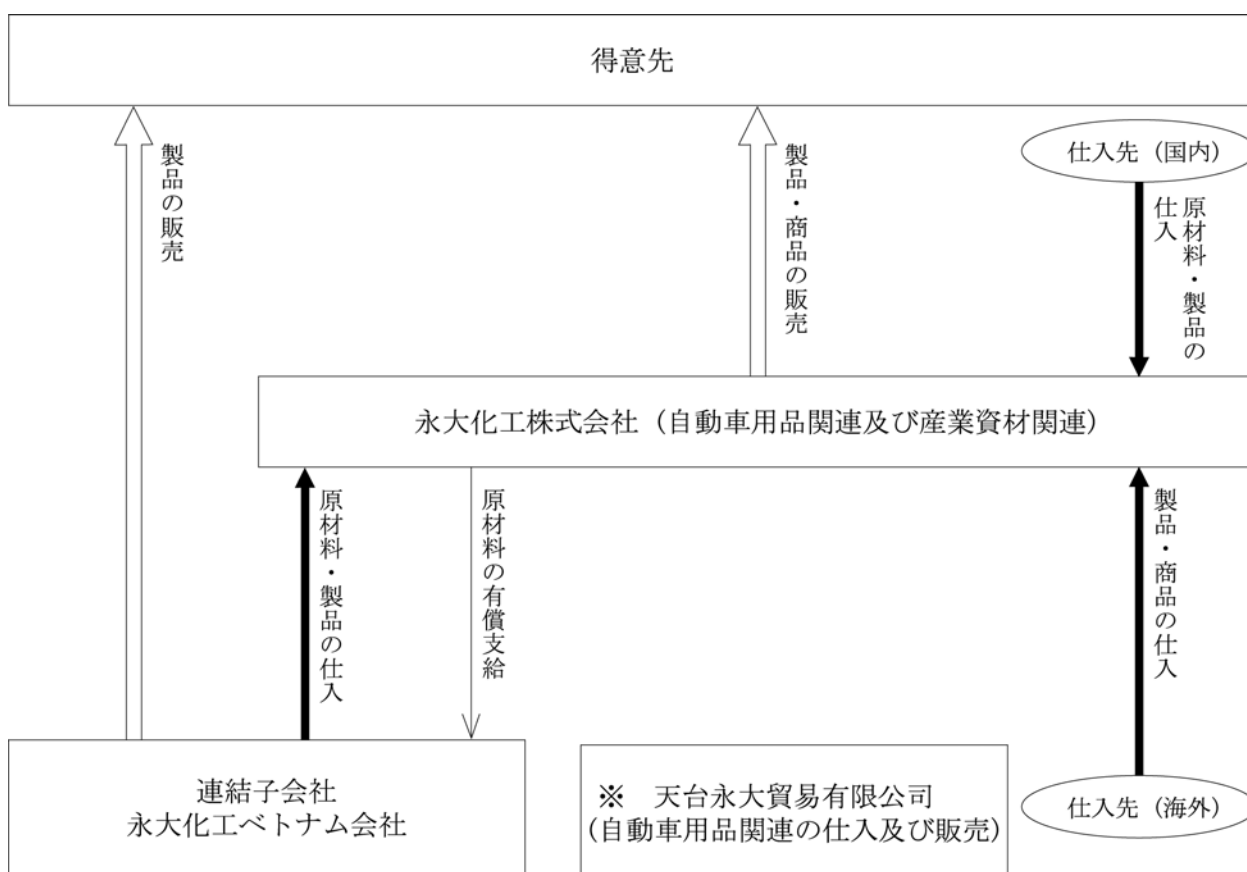 得意先
製品の販売
製品・商品の販売
仕入先（国内）
原材料・製品の
仕入
永大化工株式会社（自動車用品関連及び産業資材関連）
原材料・製品の仕入
原材料の有償支給
製品・商品の仕入
連結子会社
永大化工ベトナム会社
※　天台永大貿易有限公司
(自動車用品関連の仕入及び販売)
仕入先（海外）